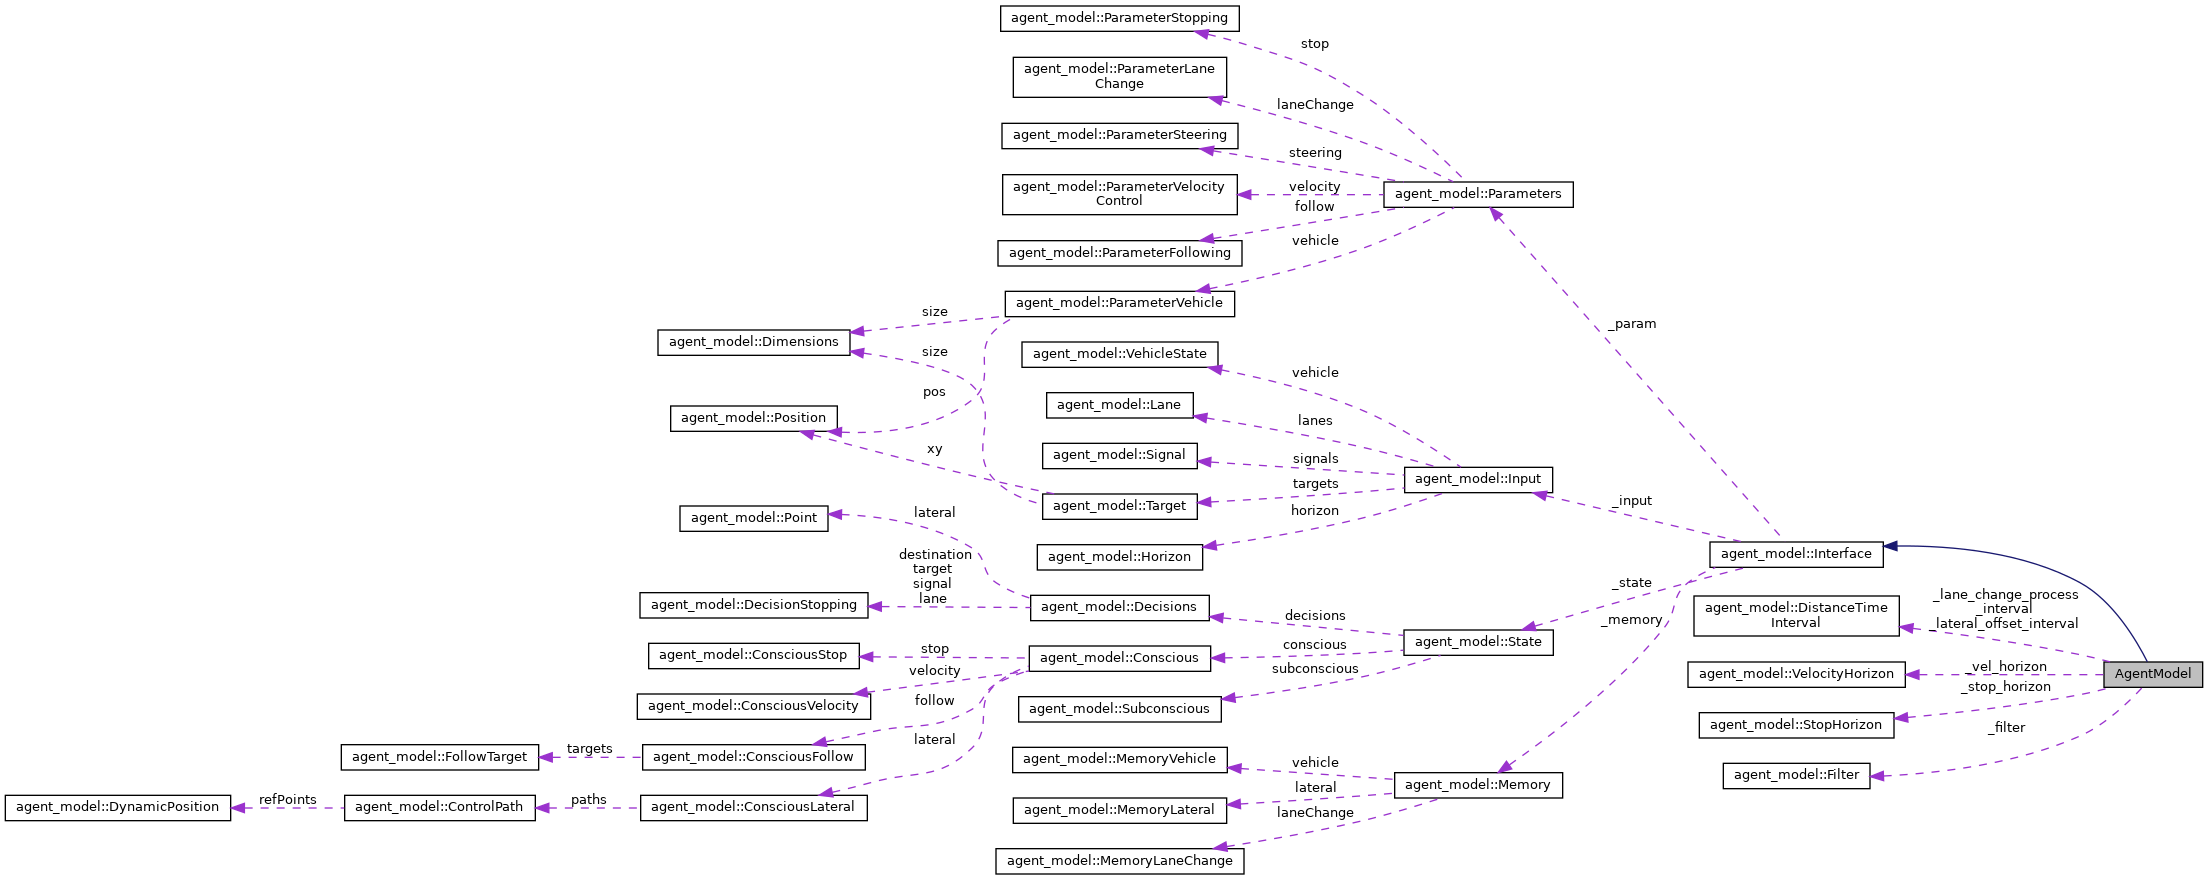 agent_model::ParameterStopping
stop
agent_model::ParameterLane
Change
laneChange
agent_model::ParameterSteering
steering
agent_model::ParameterVelocity
Control
velocity
agent_model::Parameters
follow
agent_model::ParameterFollowing
vehicle
agent_model::ParameterVehicle
size
agent_model::Dimensions
size
pos
agent_model::Position
xy
_param
agent_model::VehicleState
vehicle
agent_model::Lane
lanes
agent_model::Signal
signals
agent_model::Input
targets
agent_model::Target
horizon
agent_model::Horizon
_input
agent_model::Interface
agent_model::Point
lateral
destination
target
signal
lane
agent_model::DecisionStopping
agent_model::Decisions
decisions
_state
agent_model::State
conscious
subconscious
_memory
agent_model::ConsciousStop
stop
agent_model::Conscious
velocity
agent_model::ConsciousVelocity
follow
agent_model::Subconscious
lateral
agent_model::FollowTarget
targets
agent_model::ConsciousFollow
agent_model::DynamicPosition
refPoints
agent_model::ControlPath
paths
agent_model::ConsciousLateral
agent_model::MemoryVehicle
vehicle
agent_model::MemoryLateral
lateral
agent_model::Memory
laneChange
agent_model::MemoryLaneChange
agent_model::DistanceTime
Interval
_lane_change_process
_interval
_lateral_offset_interval
agent_model::VelocityHorizon
_vel_horizon
AgentModel
_stop_horizon
agent_model::StopHorizon
_filter
agent_model::Filter